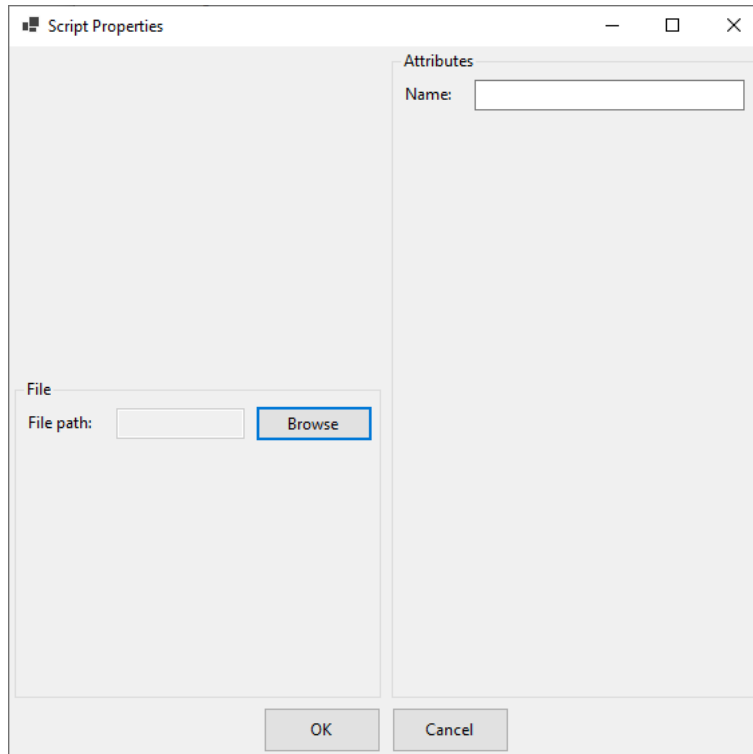 Script Properties
Attributes
Name:
File
File path:
Browse
OK
Cancel